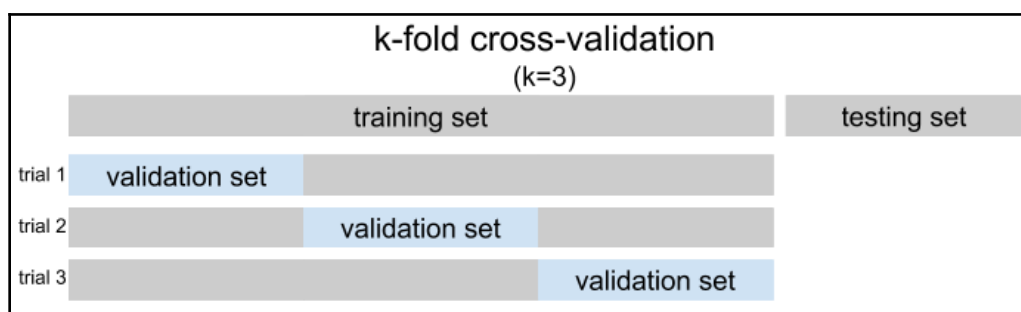 k-fold cross-validation
(k=3)
training set testing set
trial 1 validation set
trial 2 validation set
trial 3 validation set